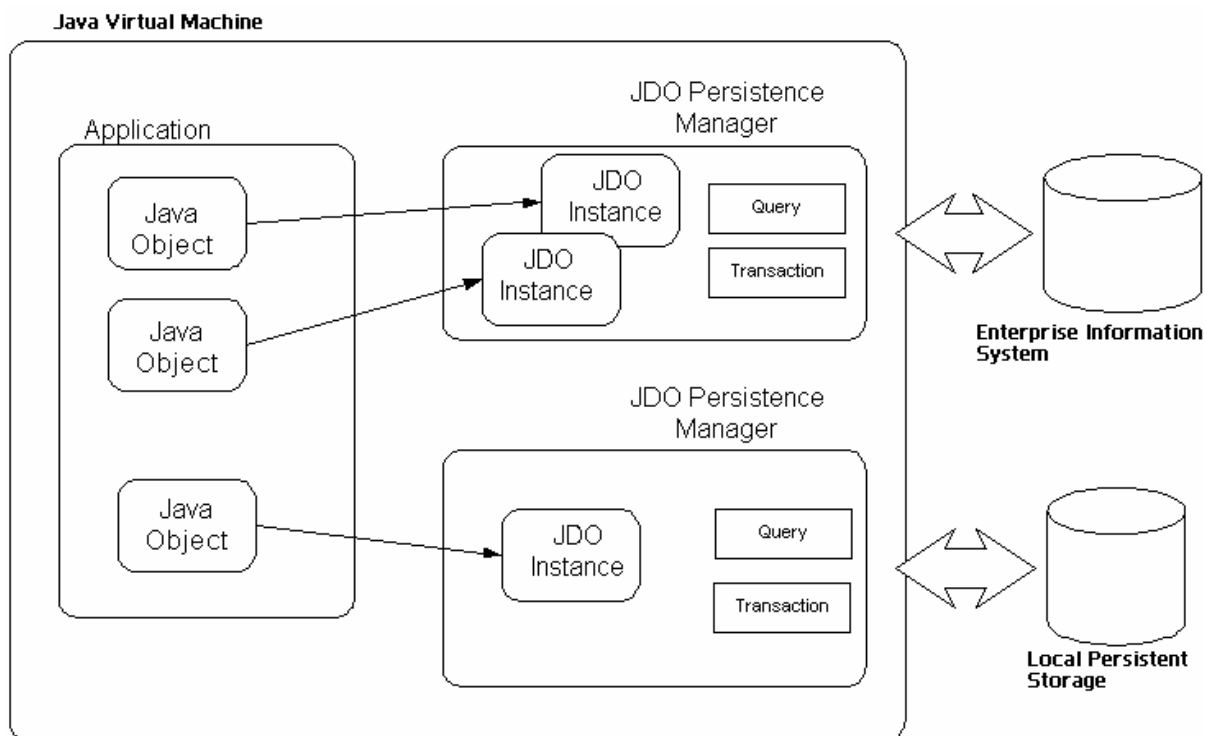 Java Virtual Machine
JDO Persistence
Manager
Application
Java
Object
JDO
Instance
Query
JDO
Instance
Transaction
Java
Object
Enterprise Information
System
JDO Persistence
Manager
Java
Object
JDO
Instance
Query
Transaction
Local Persistent
Storage